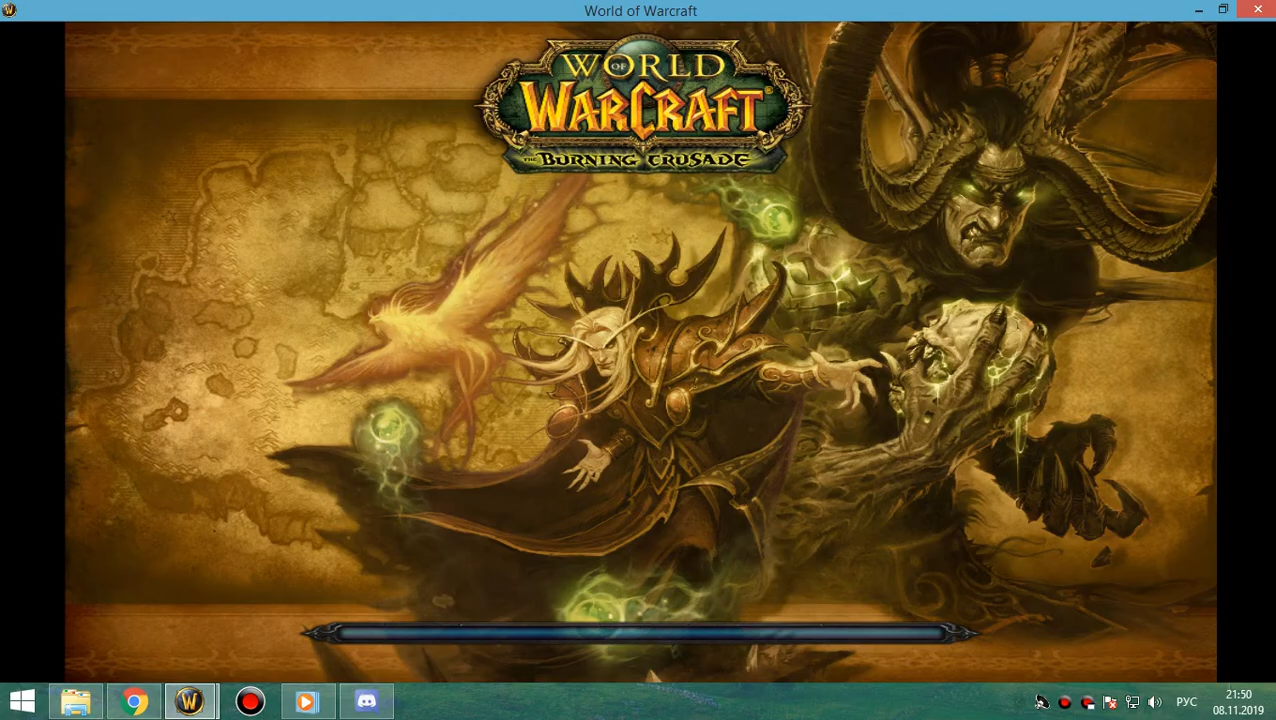 World of Warcraft
WORLD OF
WARCRAFT®
THE BURNING CRUSADE
21:50
РУС
08.11.2019